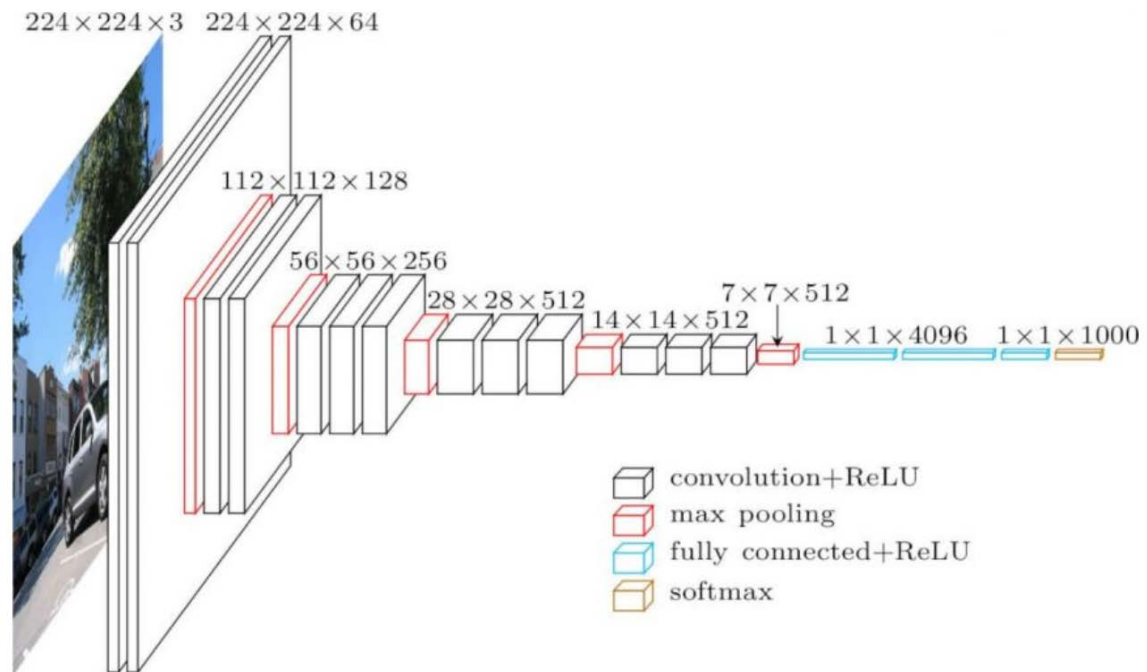 224 × 224 × 3
224 × 224 × 64
112 × 112 × 128
56 × 56 × 256
28 × 28 × 512
14 × 14 × 512
7 × 7 × 512
1 × 1 × 4096
1 × 1 × 1000
convolution+ReLU
max pooling
fully connected+ReLU
softmax